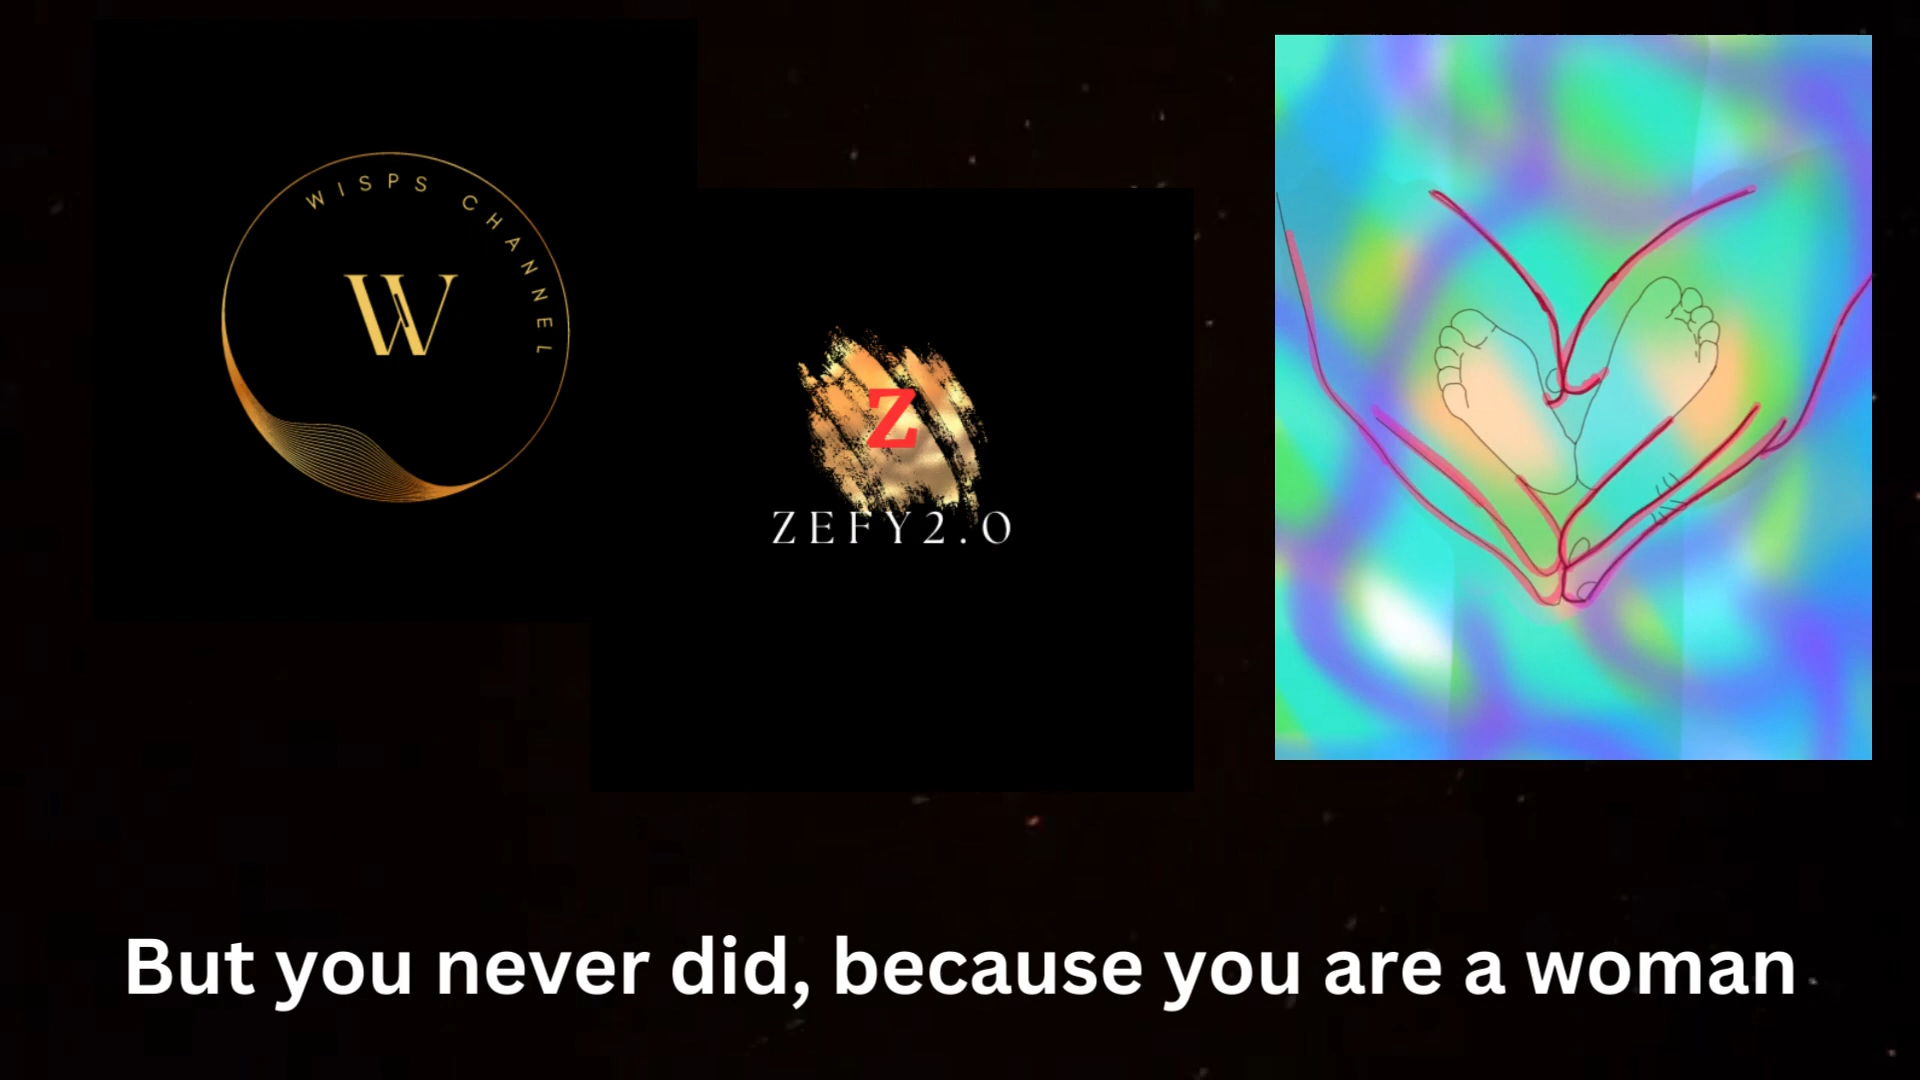 WISPS CHANNEL
W
Z
ZEFY2.0
But you never did, because you are a woman